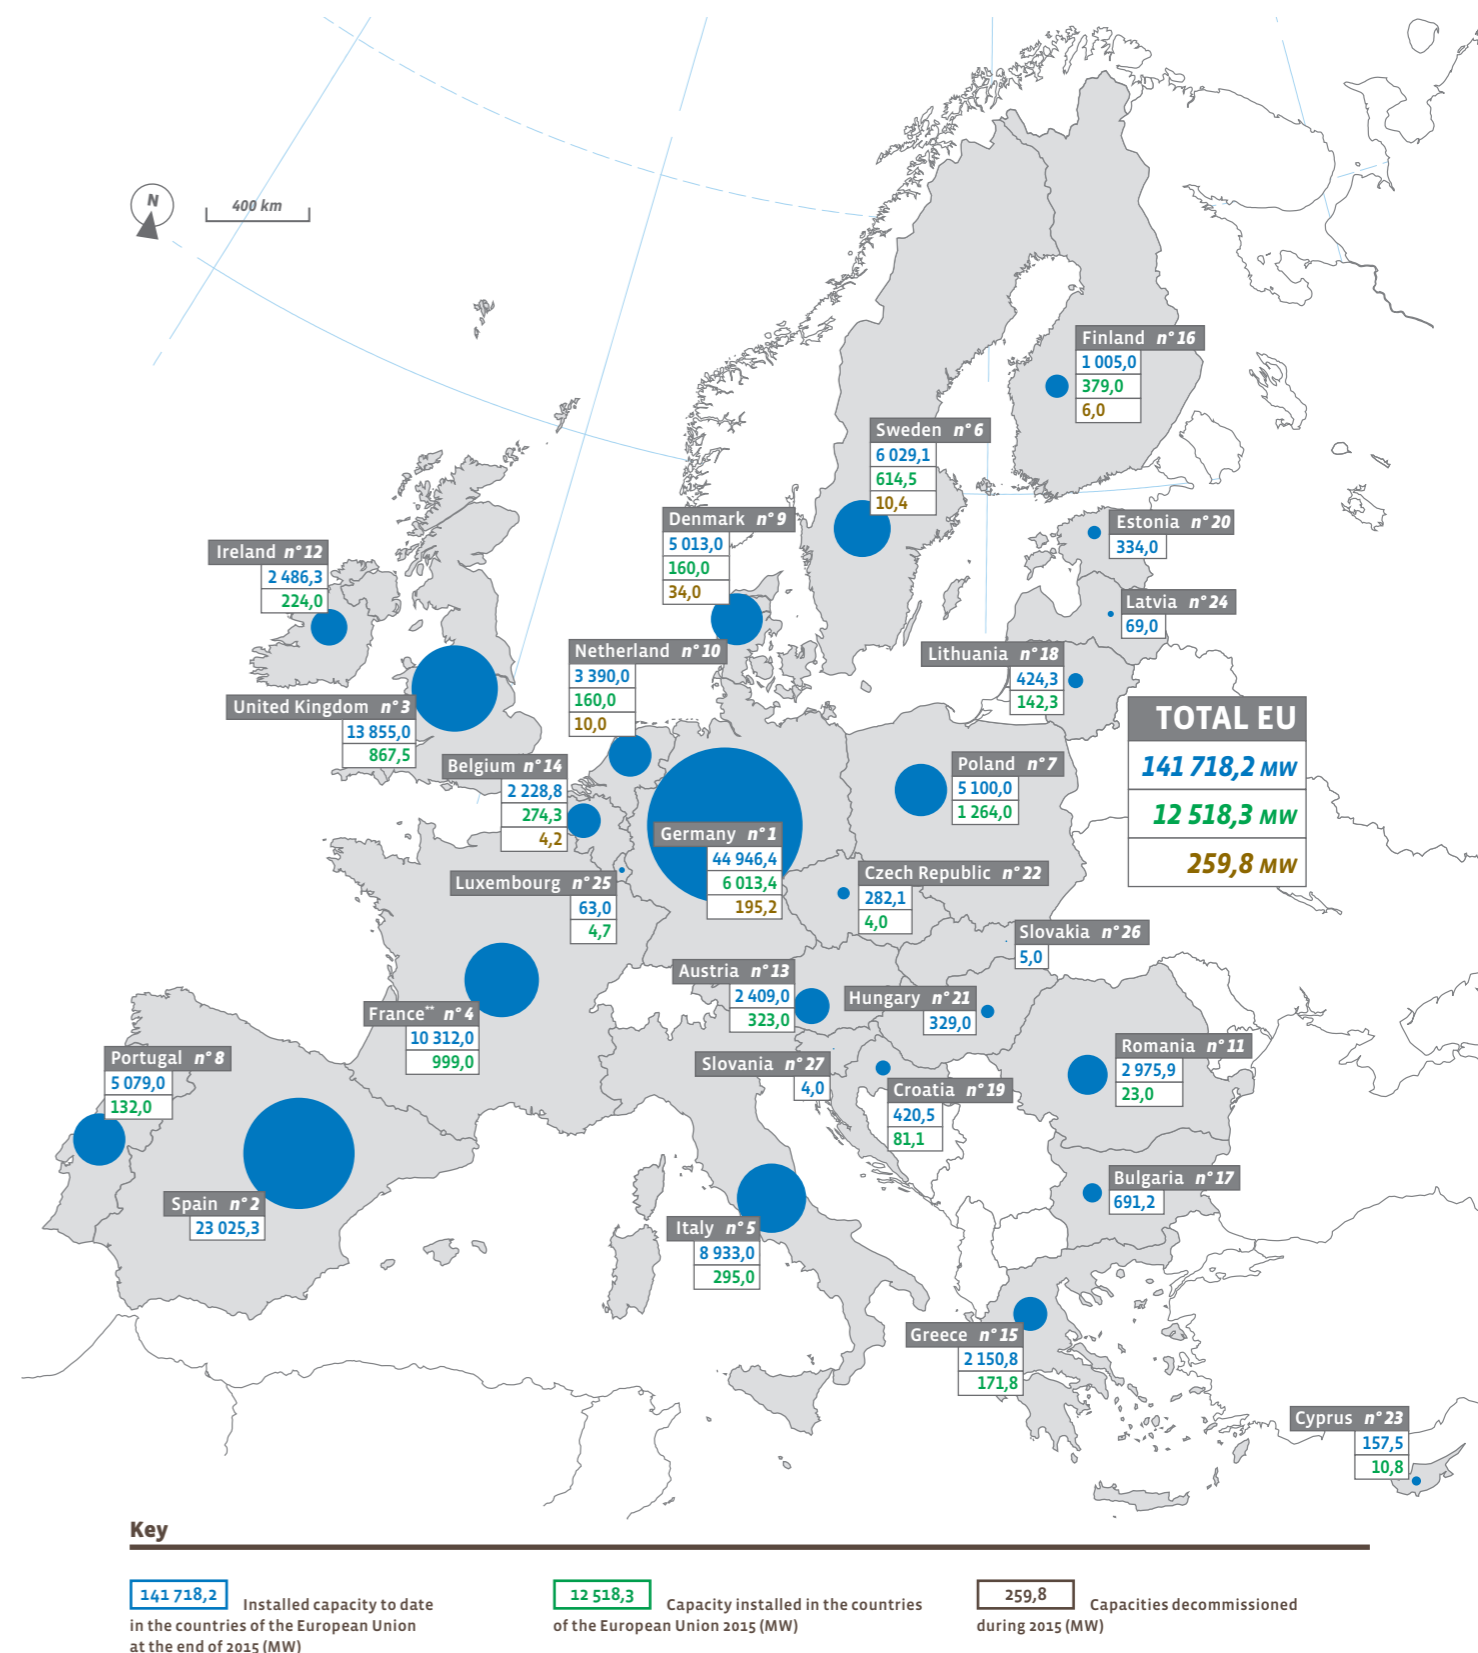 N
400 km
Finland n° 16
1 005,0
379,0
6,0
Sweden n° 6
6 029,1
614,5
10,4
Denmark n° 9
5 013,0
160,0
34,0
Estonia n° 20
334,0
Ireland n° 12
2 486,3
224,0
Latvia n° 24
69,0
Netherland n° 10
3 390,0
160,0
10,0
Lithuania n° 18
424,3
142,3
United Kingdom n° 3
13 855,0
867,5
TOTAL EU
141 718,2 MW
12 518,3 MW
259,8 MW
Belgium n° 14
2 228,8
274,3
4,2
Poland n° 7
5 100,0
1 264,0
Germany n° 1
44 946,4
6 013,4
195,2
Luxembourg n° 25
63,0
4,7
Czech Republic n° 22
282,1
4,0
Slovakia n° 26
5,0
Austria n° 13
2 409,0
323,0
Hungary n° 21
329,0
France** n° 4
10 312,0
999,0
Portugal n° 8
5 079,0
132,0
Slovania n° 27
4,0
Romania n° 11
2 975,9
23,0
Croatia n° 19
420,5
81,1
Spain n° 2
23 025,3
Bulgaria n° 17
691,2
Italy n° 5
8 933,0
295,0
Greece n° 15
2 150,8
171,8
Cyprus n° 23
157,5
10,8
Key
141 718,2 Installed capacity to date
in the countries of the European Union
at the end of 2015 (MW)
12 518,3 Capacity installed in the countries
of the European Union 2015 (MW)
259,8 Capacities decommissioned
during 2015 (MW)